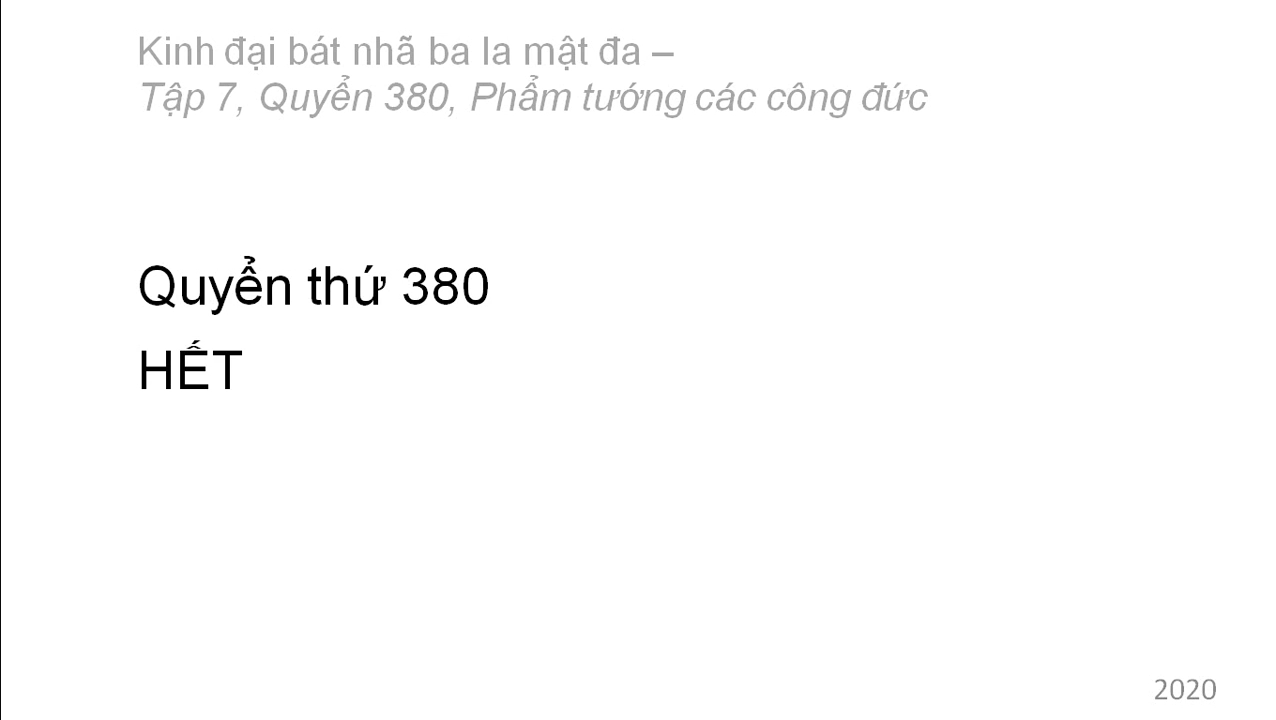 Kinh đại bát nhã ba la mật đa –
Tập 7, Quyển 380, Phẩm tướng các công đức
Quyển thứ 380
HẾT
2020